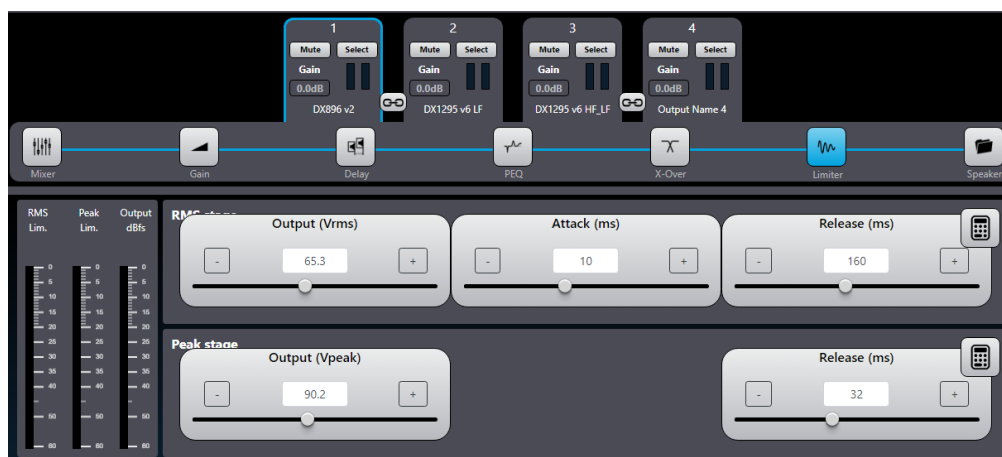 1 2 3 4
Mute Select Mute Select Mute Select Mute Select
Gain Gain Gain Gain
0.0dB 0.0dB 0.0dB 0.0dB
DX896 v2 DX1295 v6 LF DX1295 v6 HF_LF Output Name 4
Mixer Gain Delay PEQ X-Over Limiter Speaker
RMS Lim. Peak Lim. Output dBfs
0 0 0
5 5 5
10 10 10
15 15 15
20 20 20
25 25 25
30 30 30
35 35 35
40 40 40
50 50 50
60 60 60
RMS stage
Output (Vrms) Attack (ms) Release (ms)
- 65.3 + - 10 + - 160 +
Peak stage
Output (Vpeak) Release (ms)
- 90.2 + - 32 +